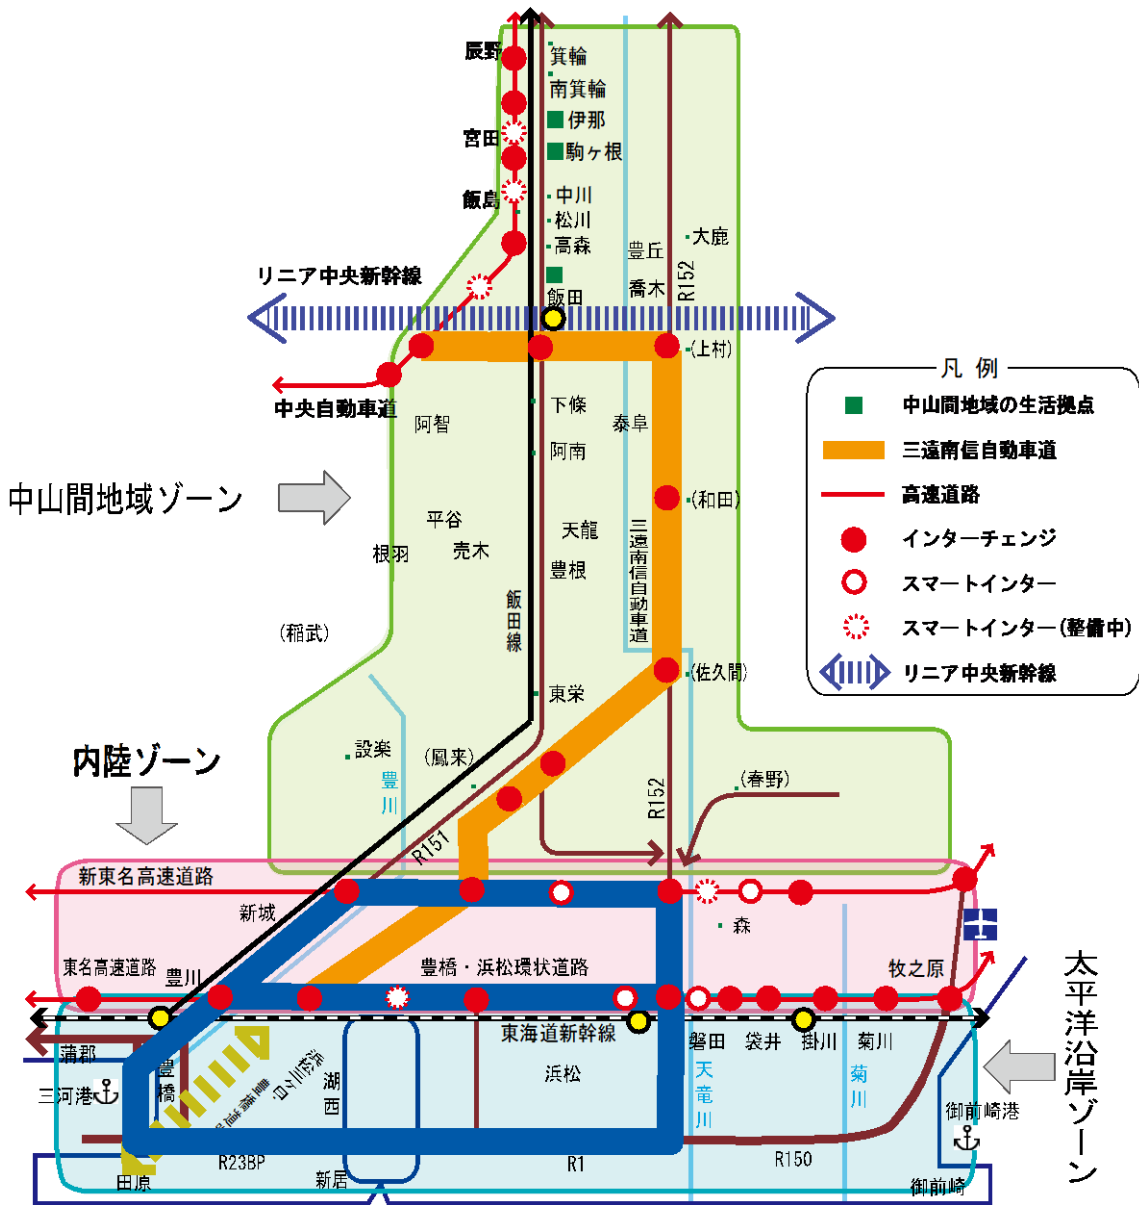 辰野
箕輪
南箕輪
伊那
宮田
駒ヶ根
飯島
中川
松川
高森
大鹿
豊丘
喬木
R152
リニア中央新幹線
飯田
(上村)
中央自動車道
阿智
下條
阿南
泰阜
凡 例
中山間地域の生活拠点
三遠南信自動車道
高速道路
インターチェンジ
スマートインター
スマートインター(整備中)
リニア中央新幹線
中山間地域ゾーン
(和田)
平谷
売木
根羽
天龍
豊根
三遠南信自動車道
飯田線
(稲武)
(佐久間)
東栄
設楽
(鳳来)
豊川
内陸ゾーン
(春野)
R152
R151
新東名高速道路
新城
森
東名高速道路
豊川
豊橋・浜松環状道路
牧之原
太平洋沿岸ゾーン
東海道新幹線
磐田
袋井
掛川
菊川
蒲郡
豊橋
三河港
浜松三ヶ日
湖西
浜松
天竜川
菊川
御前崎港
田原
R23BP
新居
R1
R150
御前崎